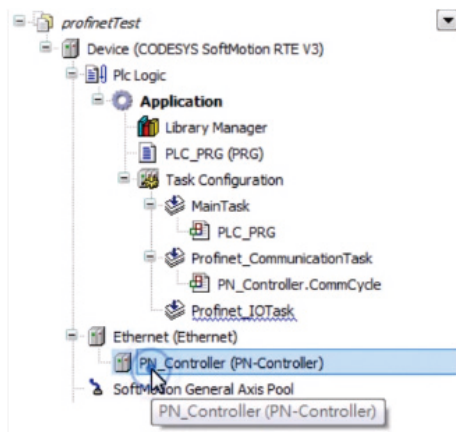 profinetTest
Device (CODESYS SoftMotion RTE V3)
Plc Logic
Application
Library Manager
PLC_PRG (PRG)
Task Configuration
MainTask
PLC_PRG
Profinet_CommunicationTask
PN_Controller.CommCycle
Profinet_IOTask
Ethernet (Ethernet)
PN_Controller (PN-Controller)
SoftMotion General Axis Pool
PN_Controller (PN-Controller)